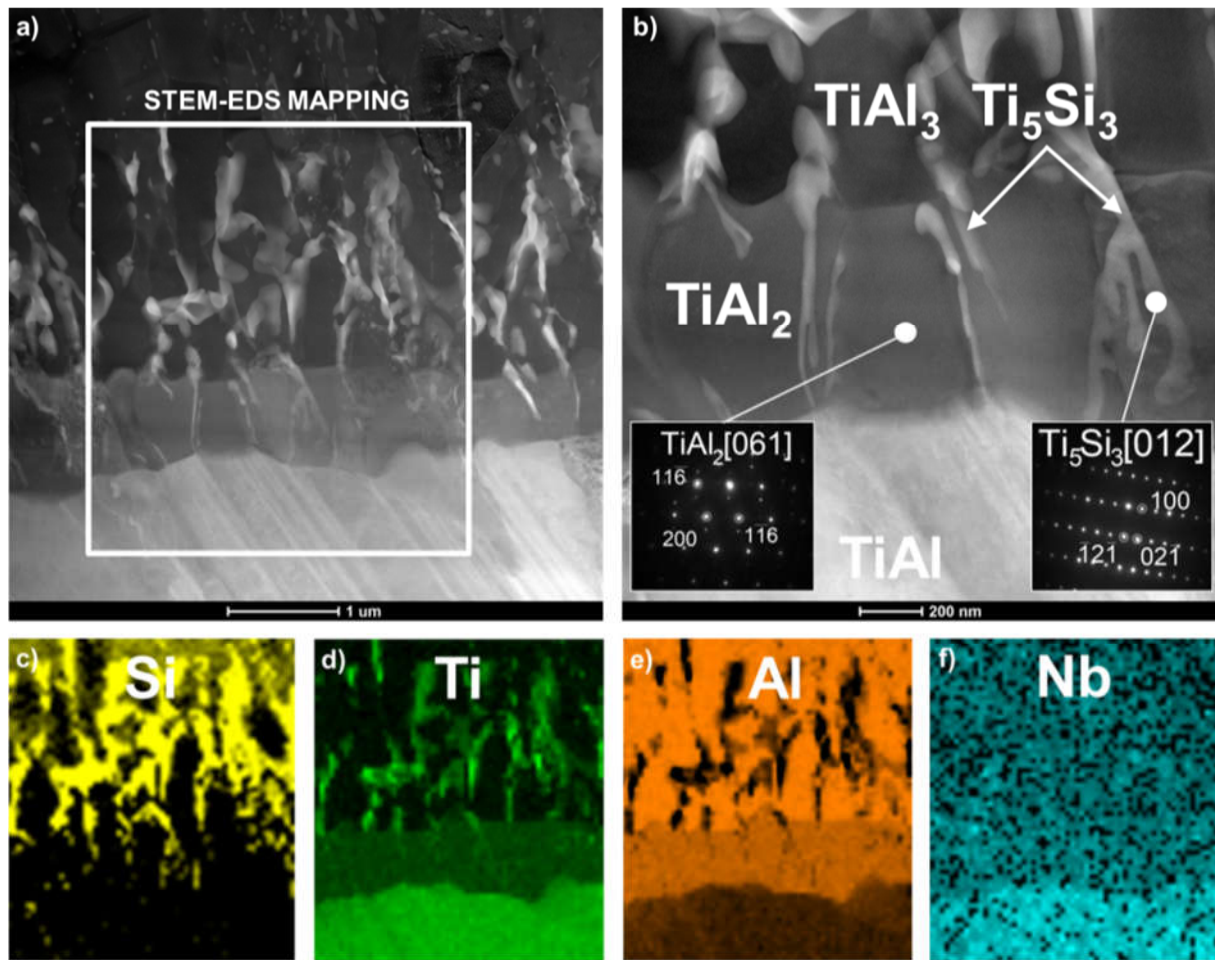 a)
STEM-EDS MAPPING
1 um
b)
TiAl₃ Ti₅Si₃
TiAl₂
TiAl₂[061]
116
200
116
Ti₅Si₃[012]
100
121
021
TiAl
200 nm
c)
Si
d)
Ti
e)
Al
f)
Nb